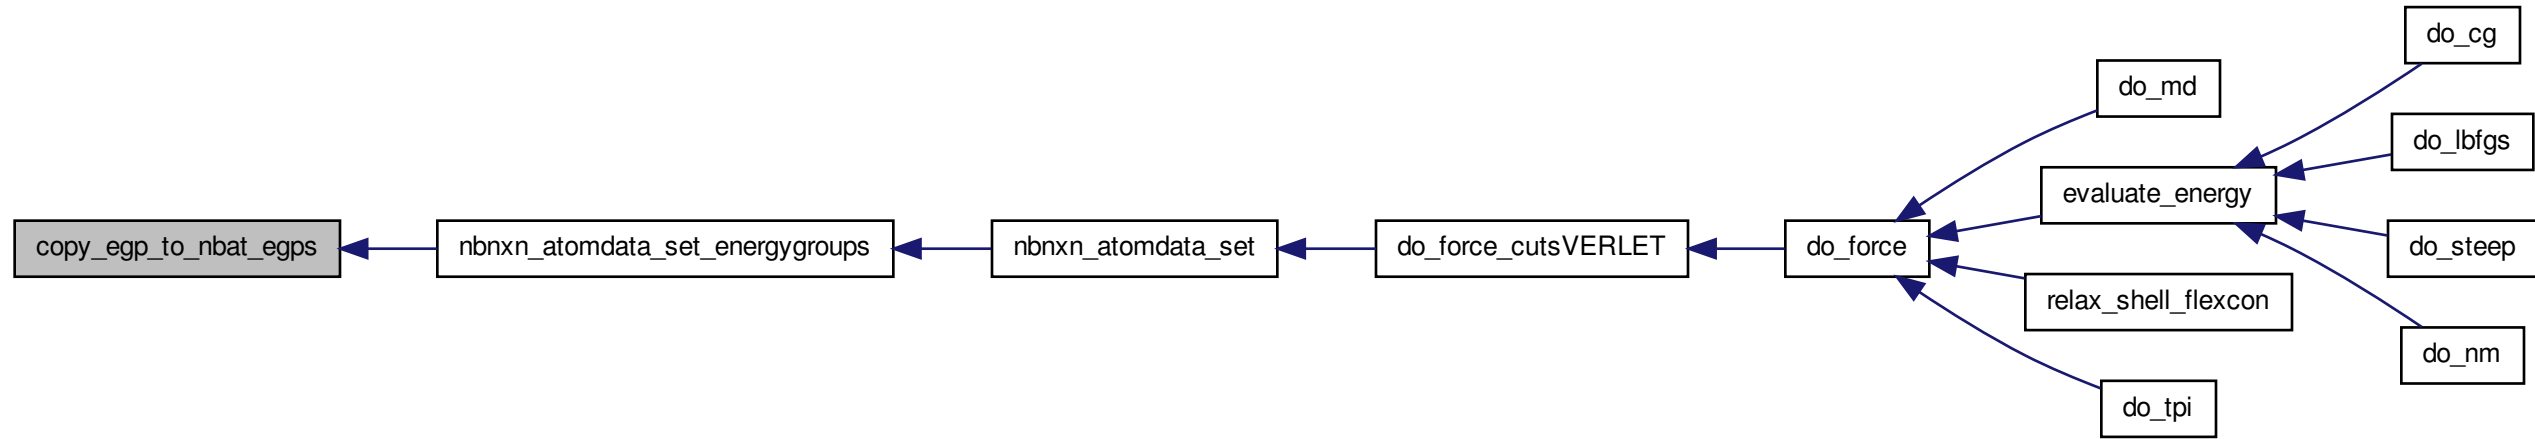 copy_egp_to_nbat_egps
nbnxn_atomdata_set_energygroups
nbnxn_atomdata_set
do_force_cutsVERLET
do_force
do_md
evaluate_energy
relax_shell_flexcon
do_tpi
do_cg
do_lbfgs
do_steep
do_nm